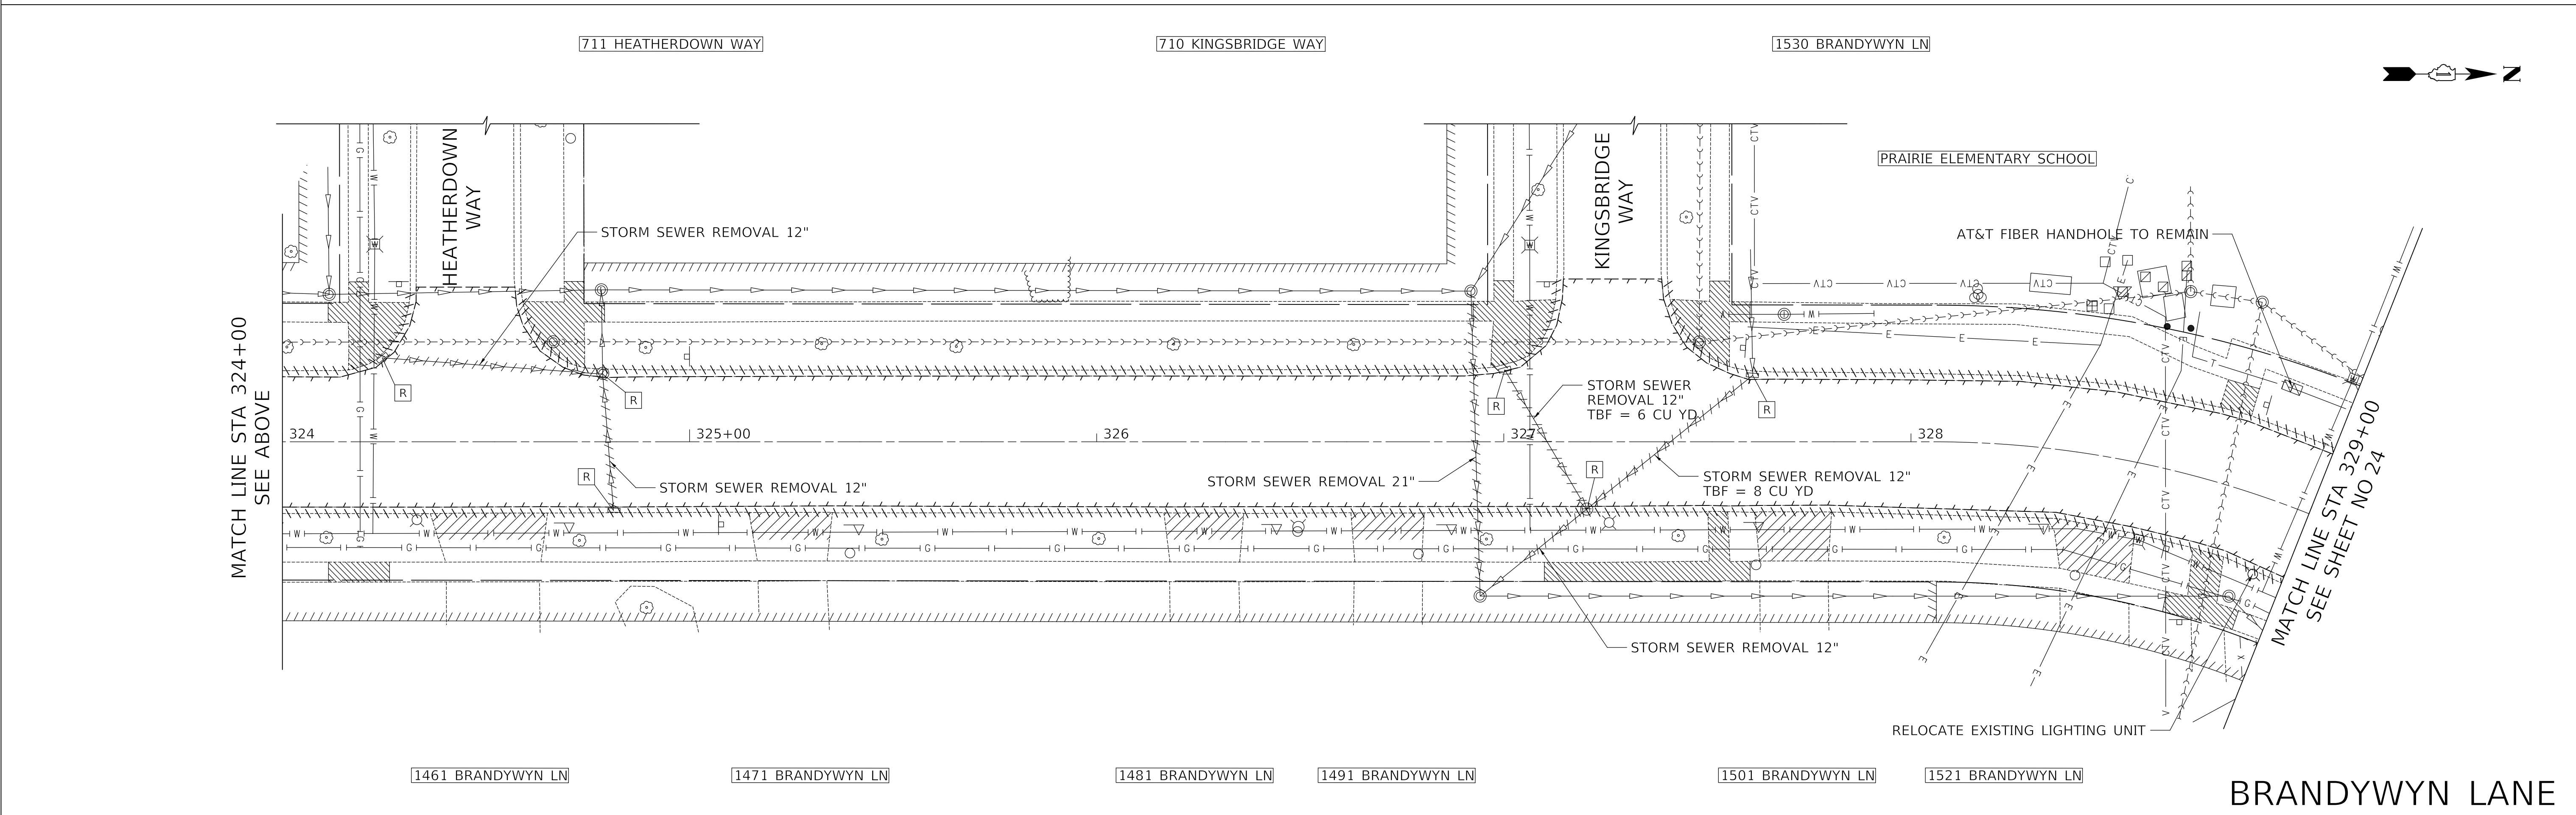 711 HEATHERDOWN WAY
710 KINGSBRIDGE WAY
1530 BRANDYWYN LN
N
PRAIRIE ELEMENTARY SCHOOL
HEATHERDOWN
WAY
KINGSBRIDGE
WAY
STORM SEWER REMOVAL 12"
AT&T FIBER HANDHOLE TO REMAIN
MATCH LINE STA 324+00
SEE ABOVE
R
R
R
R
STORM SEWER
REMOVAL 12"
TBF = 6 CU YD
324
325+00
326
327
328
R
R
STORM SEWER REMOVAL 12"
STORM SEWER REMOVAL 21"
STORM SEWER REMOVAL 12"
TBF = 8 CU YD
MATCH LINE STA 329+00
SEE SHEET NO 24
STORM SEWER REMOVAL 12"
RELOCATE EXISTING LIGHTING UNIT
1461 BRANDYWYN LN
1471 BRANDYWYN LN
1481 BRANDYWYN LN
1491 BRANDYWYN LN
1501 BRANDYWYN LN
1521 BRANDYWYN LN
BRANDYWYN LANE